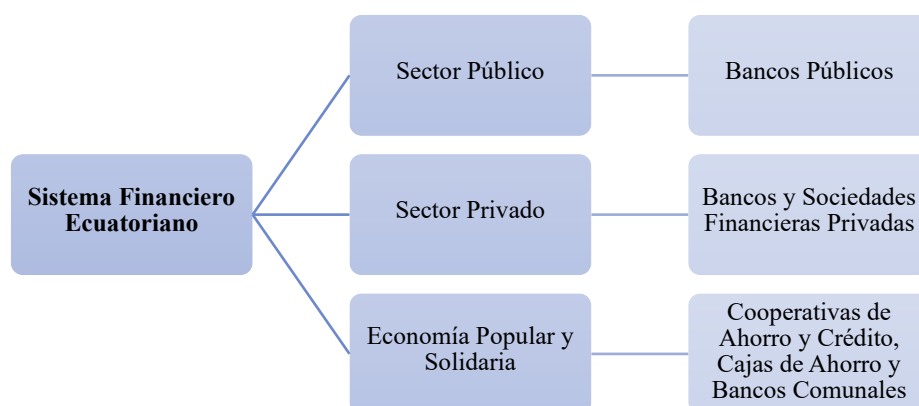 Sistema Financiero
Ecuatoriano
Sector Público
Bancos Públicos
Sector Privado
Bancos y Sociedades
Financieras Privadas
Economía Popular y
Solidaria
Cooperativas de
Ahorro y Crédito,
Cajas de Ahorro y
Bancos Comunales